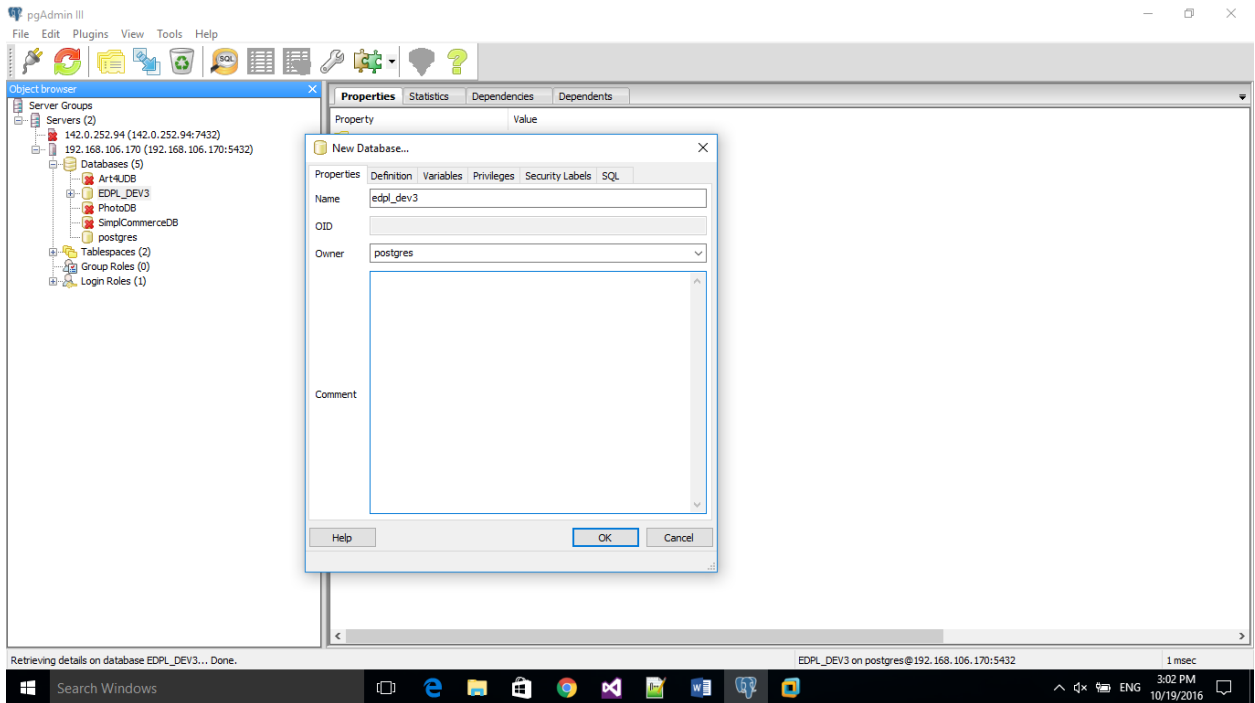 pgAdmin III
File Edit Plugins View Tools Help
SQL
Object browser
Server Groups
Servers (2)
142.0.252.94 (142.0.252.94:7432)
192.168.106.170 (192.168.106.170:5432)
Databases (5)
Art4UDB
EDPL_DEV3
PhotoDB
SimplCommerceDB
postgres
Tablespaces (2)
Group Roles (0)
Login Roles (1)
Properties Statistics Dependencies Dependents
Property Value
New Database...
Properties Definition Variables Privileges Security Labels SQL
Name edpl_dev3
OID
Owner postgres
Comment
Help OK Cancel
Retrieving details on database EDPL_DEV3... Done.
EDPL_DEV3 on postgres@192.168.106.170:5432
1 msec
Search Windows
ENG
3:02 PM
10/19/2016